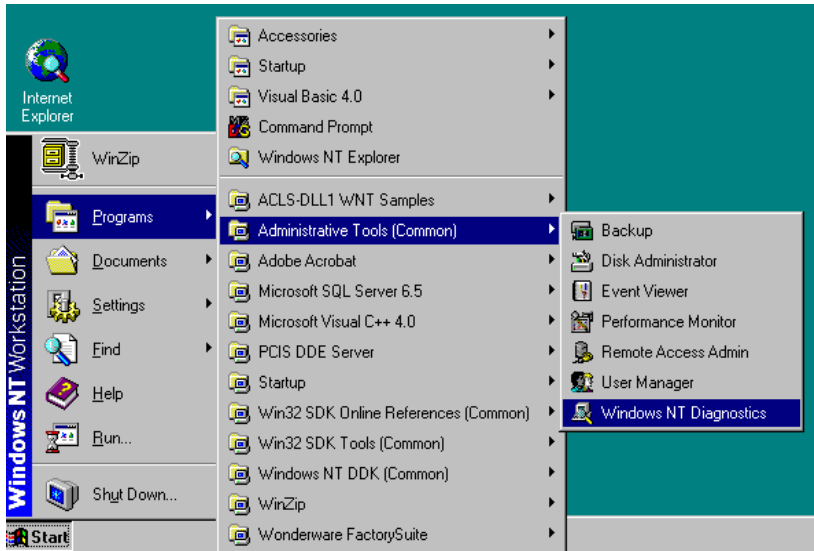 Internet
Explorer
Windows NT Workstation
WinZip
Programs
Documents
Settings
Find
Help
Run...
Shut Down...
Start
Accessories
Startup
Visual Basic 4.0
Command Prompt
Windows NT Explorer
ACLS-DLL1 WNT Samples
Administrative Tools (Common)
Adobe Acrobat
Microsoft SQL Server 6.5
Microsoft Visual C++ 4.0
PCIS DDE Server
Startup
Win32 SDK Online References (Common)
Win32 SDK Tools (Common)
Windows NT DDK (Common)
WinZip
Wonderware FactorySuite
Backup
Disk Administrator
Event Viewer
Performance Monitor
Remote Access Admin
User Manager
Windows NT Diagnostics